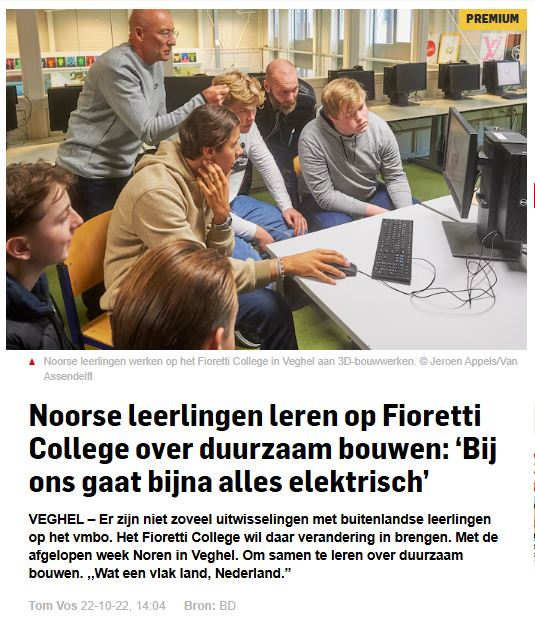 PREMIUM
▲ Noorse leerlingen werken op het Fioretti College in Veghel aan 3D-bouwwerken. © Jeroen Appels/Van
Assendelft
Noorse leerlingen leren op Fioretti
College over duurzaam bouwen: ‘Bij
ons gaat bijna alles elektrisch’
VEGHEL – Er zijn niet zoveel uitwisselingen met buitenlandse leerlingen
op het vmbo. Het Fioretti College wil daar verandering in brengen. Met de
afgelopen week Noren in Veghel. Om samen te leren over duurzaam
bouwen. ,,Wat een vlak land, Nederland.”
Tom Vos 22-10-22, 14:04 Bron: BD